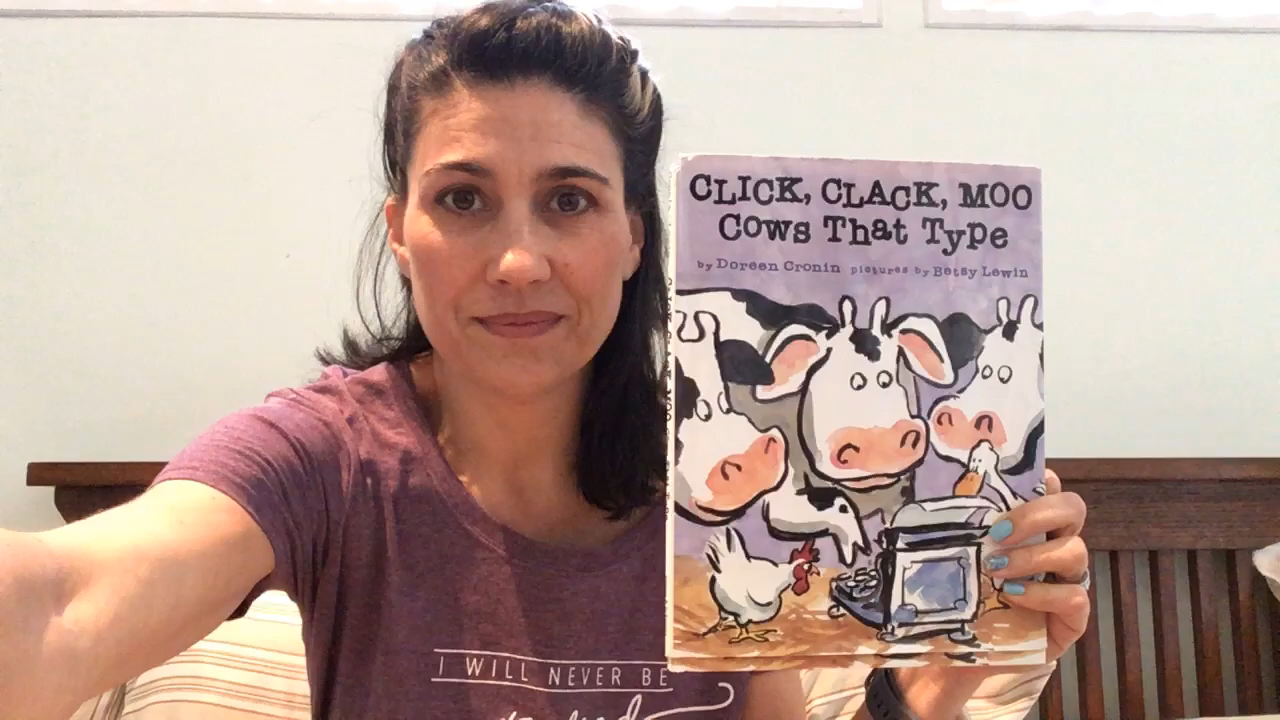 CLICK, CLACK, MOO
Cows That Type
by Doreen Cronin pictures by Betsy Lewin
I WILL NEVER BE